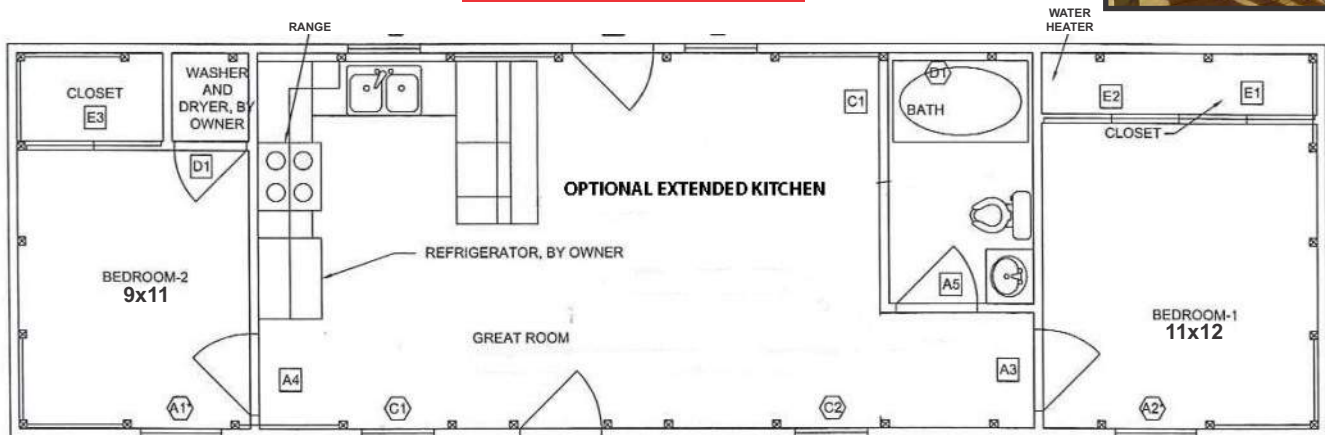 RANGE
WATER
HEATER
CLOSET
E3
WASHER
AND
DRYER, BY
OWNER
D1
BEDROOM-2
9x11
A1*
OPTIONAL EXTENDED KITCHEN
REFRIGERATOR, BY OWNER
GREAT ROOM
A4
C1
C2
C1
D1
BATH
A5
A3
E2
E1
CLOSET
BEDROOM-1
11x12
A2*